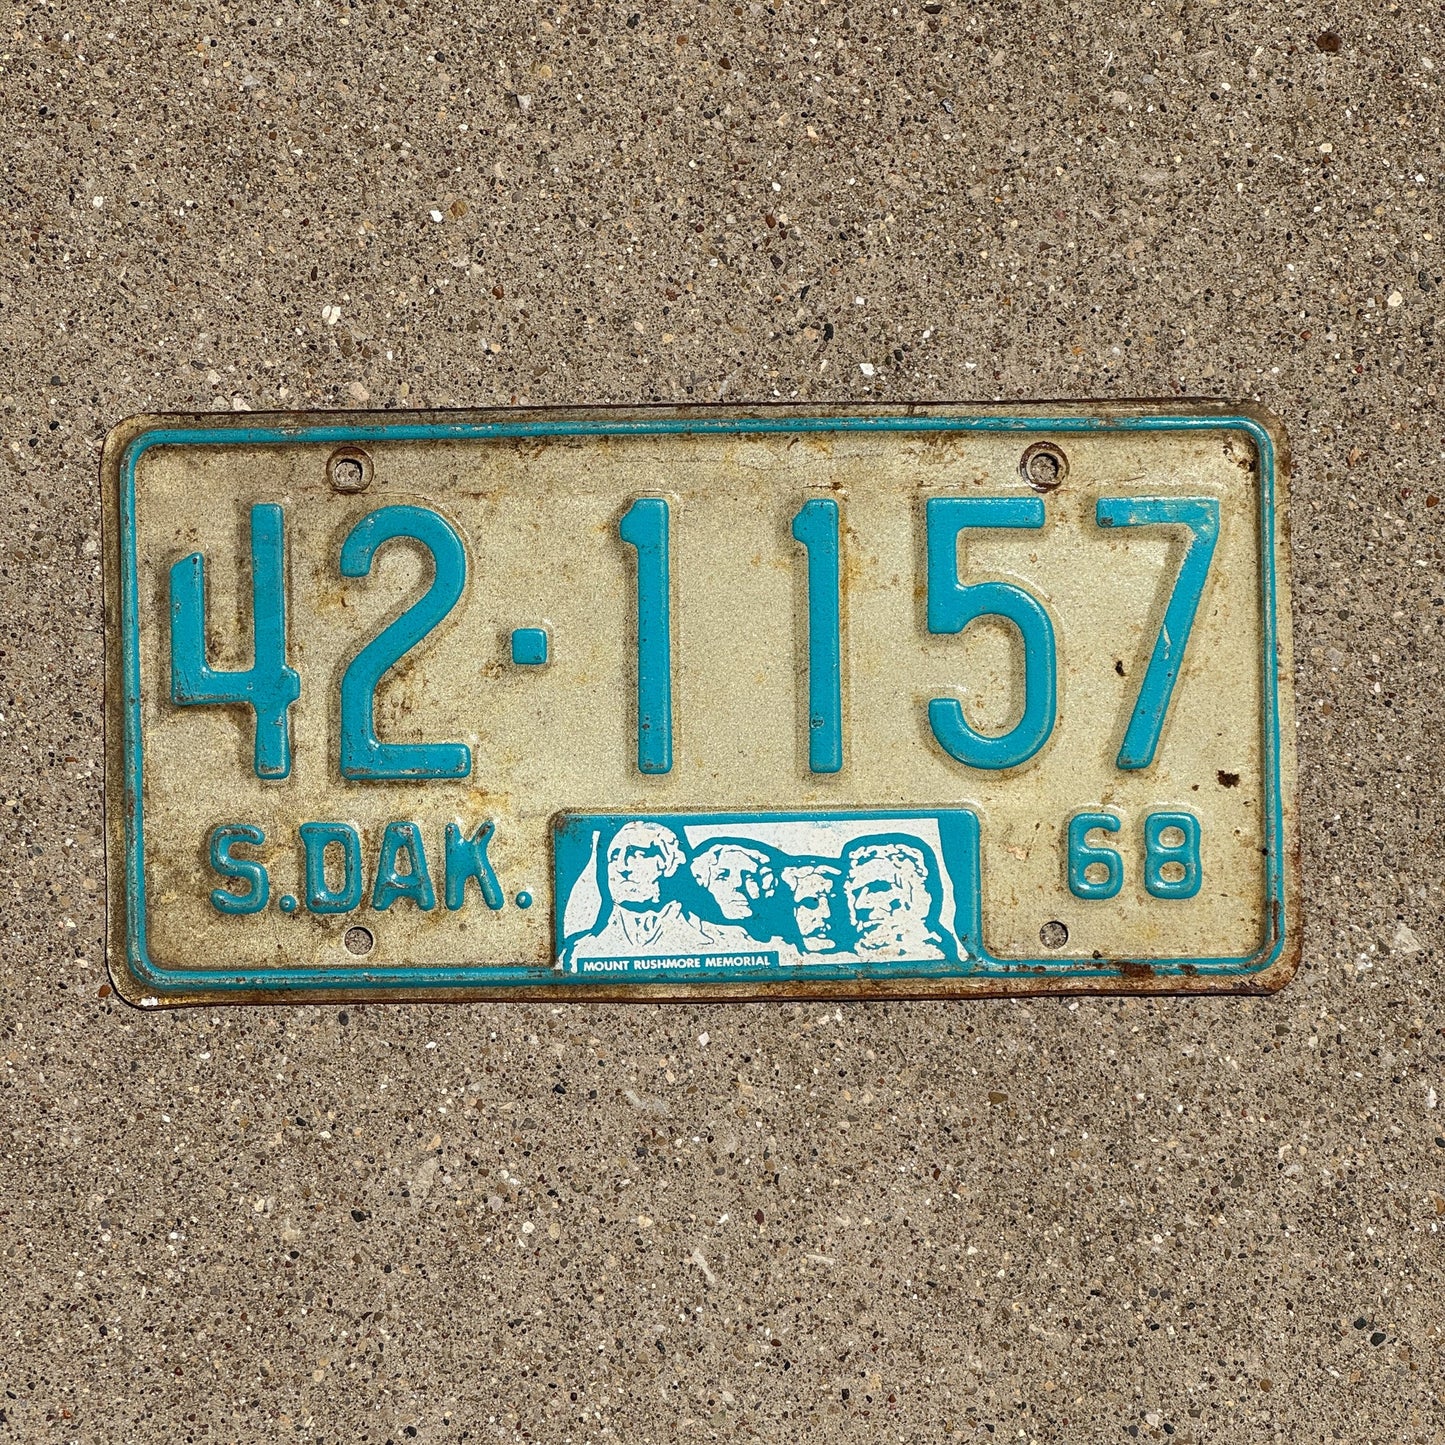 42·1157
S.DAK. 68
MOUNT RUSHMORE MEMORIAL